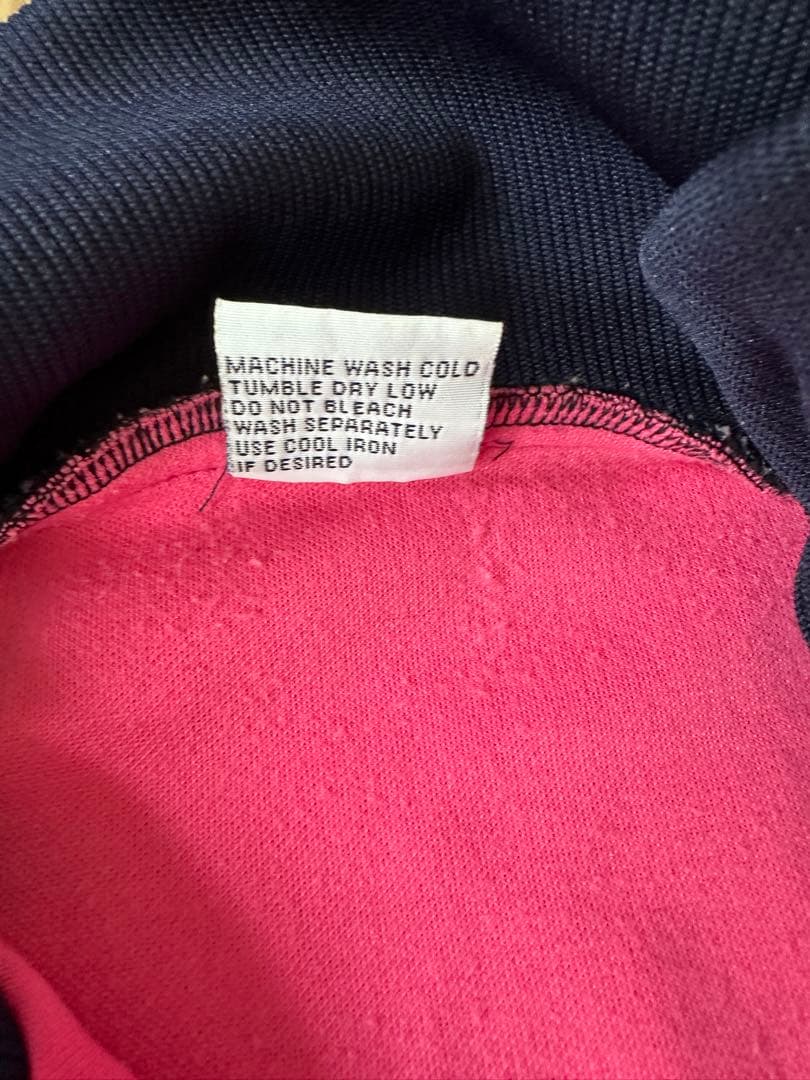 MACHINE WASH COLD
TUMBLE DRY LOW
DO NOT BLEACH
WASH SEPARATELY
USE COOL IRON
IF DESIRED